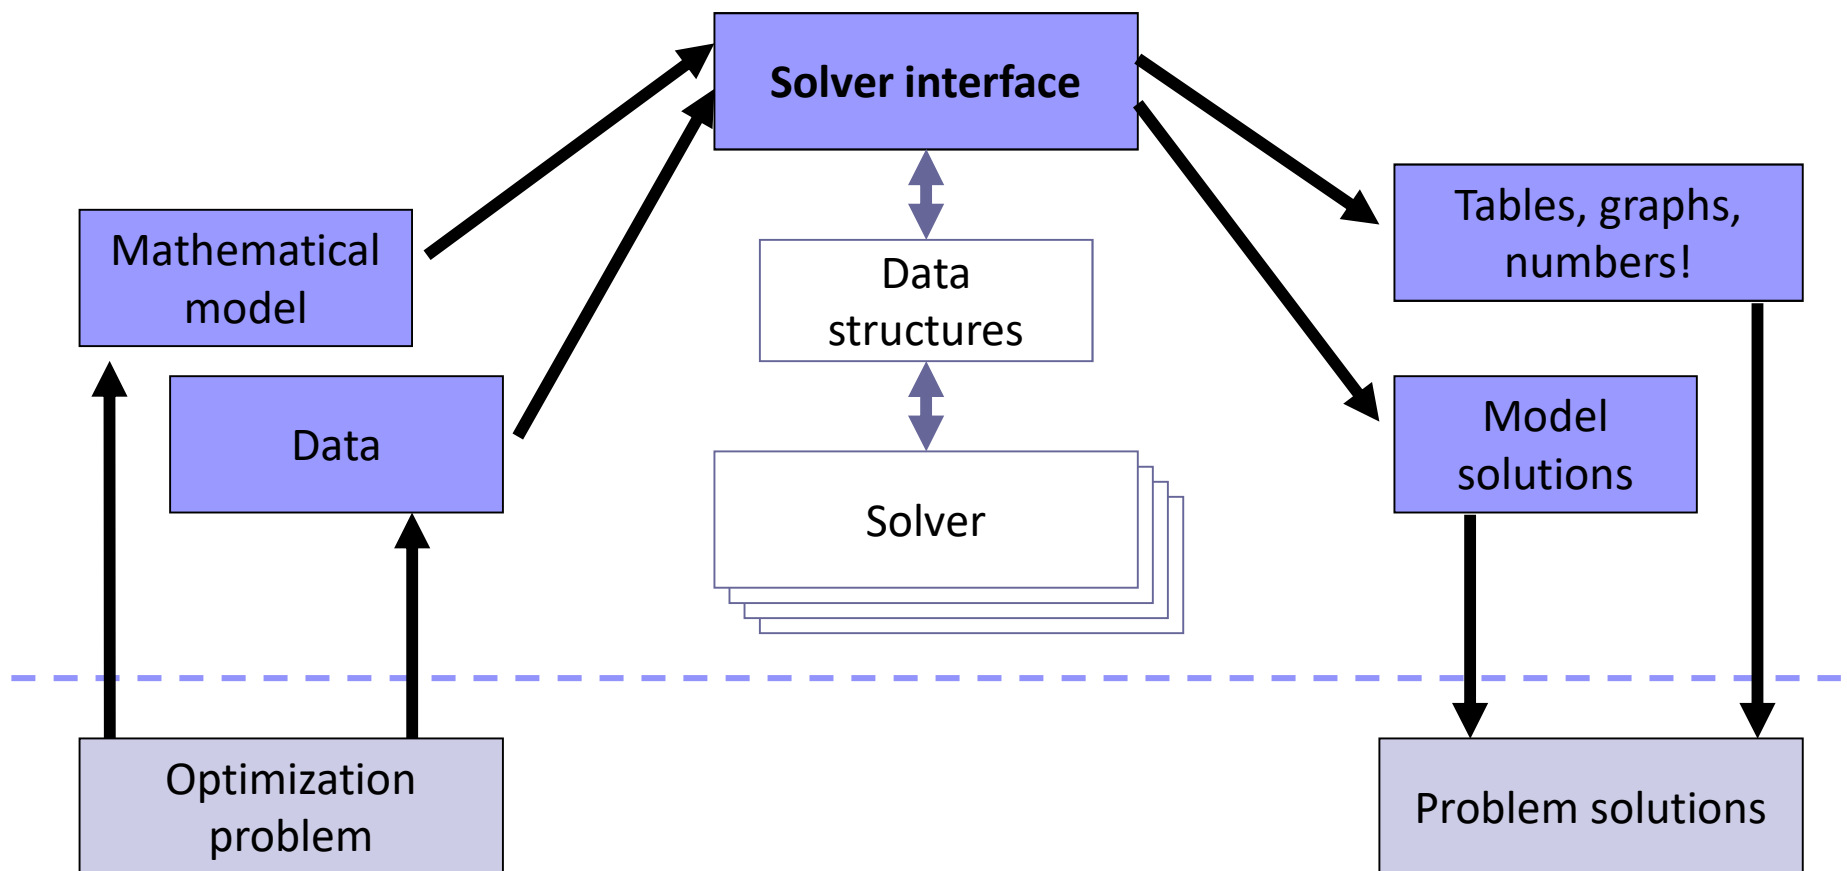 Solver interface
Mathematical
model
Data
Data
structures
Solver
Tables, graphs,
numbers!
Model
solutions
Optimization
problem
Problem solutions